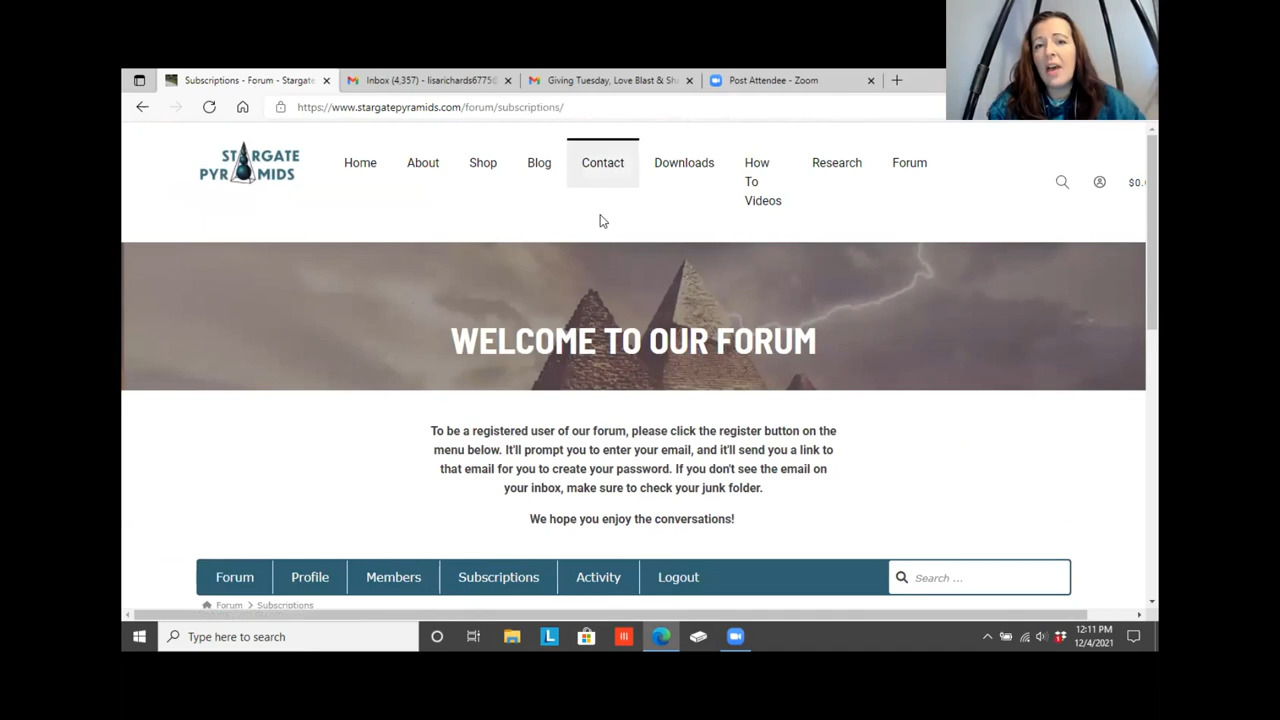 Subscriptions - Forum - Stargate
Inbox (4,357) - lisarichards6775@
Giving Tuesday, Love Blast & Sh
Post Attendee - Zoom
https://www.stargatepyramids.com/forum/subscriptions/
STARGATE
PYRAMIDS
Home
About
Shop
Blog
Contact
Downloads
How
To
Videos
Research
Forum
$0.
WELCOME TO OUR FORUM
To be a registered user of our forum, please click the register button on the
menu below. It'll prompt you to enter your email, and it'll send you a link to
that email for you to create your password. If you don't see the email on
your inbox, make sure to check your junk folder.
We hope you enjoy the conversations!
Forum
Profile
Members
Subscriptions
Activity
Logout
Search ...
Forum > Subscriptions
Type here to search
L
12:11 PM
12/4/2021